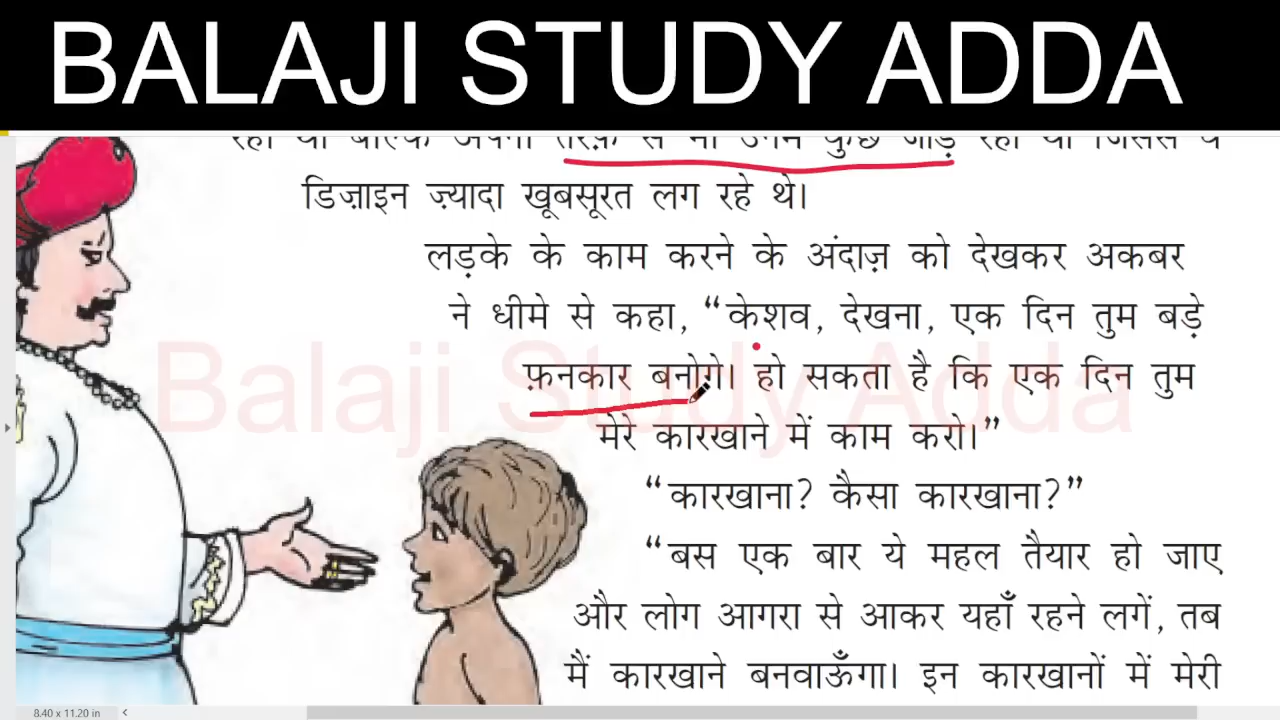 BALAJI STUDY ADDA
डिज़ाइन ज़्यादा खूबसूरत लग रहे थे।
लड़के के काम करने के अंदाज़ को देखकर अकबर
ने धीमे से कहा, “केशव, देखना, एक दिन तुम बड़े
फ़नकार बनोगे। हो सकता है कि एक दिन तुम
मेरे कारखाने में काम करो।”
“कारखाना? कैसा कारखाना?”
“बस एक बार ये महल तैयार हो जाए
और लोग आगरा से आकर यहाँ रहने लगें, तब
मैं कारखाने बनवाऊँगा। इन कारखानों में मेरी
Balaji Study Adda
8.40 x 11.20 in